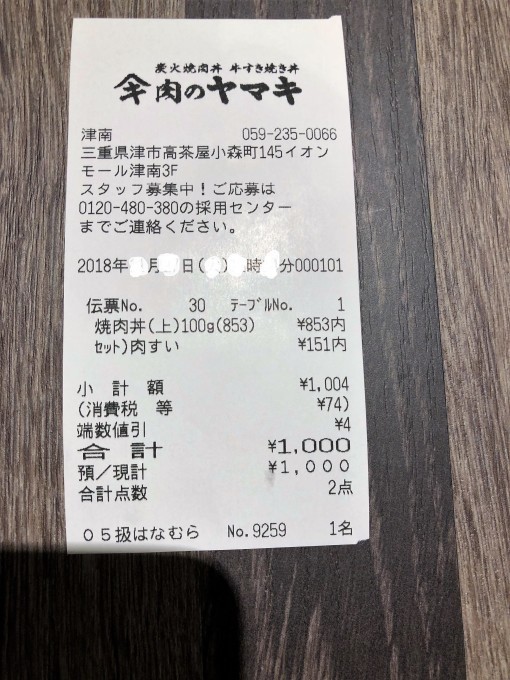 炭火焼肉丼 牛すき焼き丼
肉のヤマキ
津南 059-235-0066
三重県津市高茶屋小森町145イオン
モール津南3F
スタッフ募集中！ご応募は
0120-480-380の採用センター
までご連絡ください。
2018年 月 日( ) 時 分000101
伝票No. 30 ﾃｰﾌﾞﾙNo. 1
焼肉丼(上)100g(853) ¥853内
ｾｯﾄ)肉すい ¥151内
小 計 額 ¥1,004
(消費税 等 ¥74)
端数値引 ¥4
合 計 ¥1,000
預／現計 ¥1,000
合計点数 2点
０５扱はなむら No.9259 1名